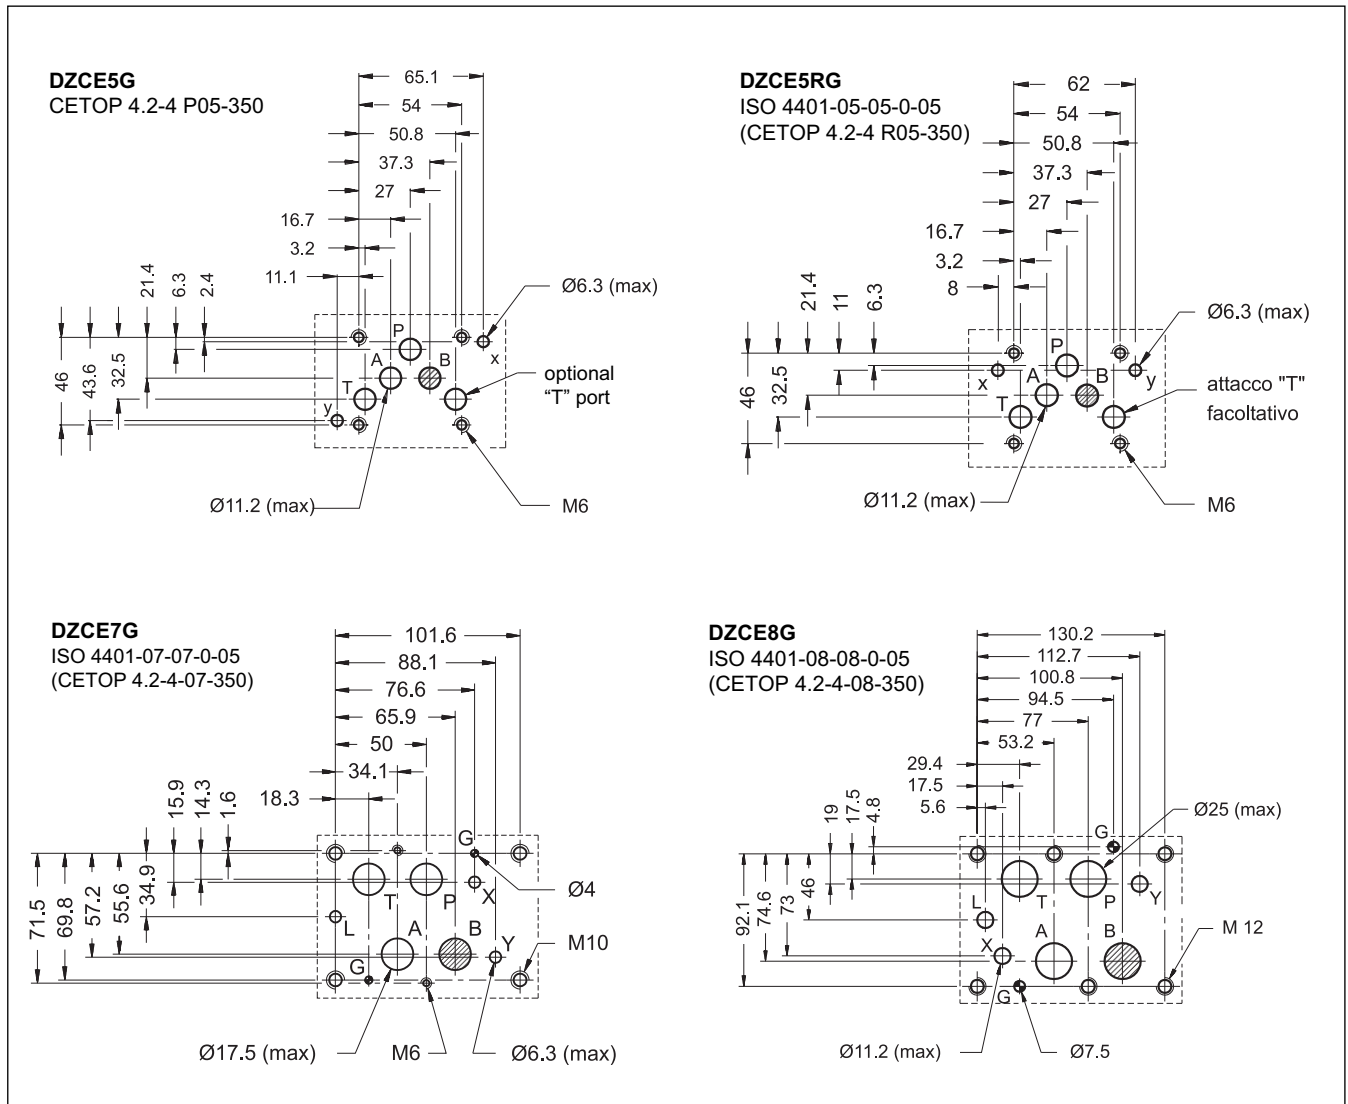 DZCE5G
CETOP 4.2-4 P05-350
65.1
54
50.8
37.3
27
16.7
3.2
11.1
21.4
6.3
2.4
46
43.6
32.5
Ø6.3 (max)
P
x
A
B
T
y
optional
“T” port
Ø11.2 (max)
M6
DZCE5RG
ISO 4401-05-05-0-05
(CETOP 4.2-4 R05-350)
62
54
50.8
37.3
27
16.7
3.2
8
21.4
11
6.3
46
32.5
Ø6.3 (max)
P
x
A
B
y
T
attacco "T"
facoltativo
Ø11.2 (max)
M6
DZCE7G
ISO 4401-07-07-0-05
(CETOP 4.2-4-07-350)
101.6
88.1
76.6
65.9
50
34.1
18.3
15.9
14.3
1.6
71.5
69.8
57.2
55.6
34.9
G
T
P
X
Ø4
L
A
B
Y
M10
G
Ø17.5 (max)
M6
Ø6.3 (max)
DZCE8G
ISO 4401-08-08-0-05
(CETOP 4.2-4-08-350)
130.2
112.7
100.8
94.5
77
53.2
29.4
17.5
5.6
19
17.5
4.8
92.1
74.6
73
46
Ø25 (max)
G
T
P
Y
L
A
B
X
M 12
G
Ø11.2 (max)
Ø7.5